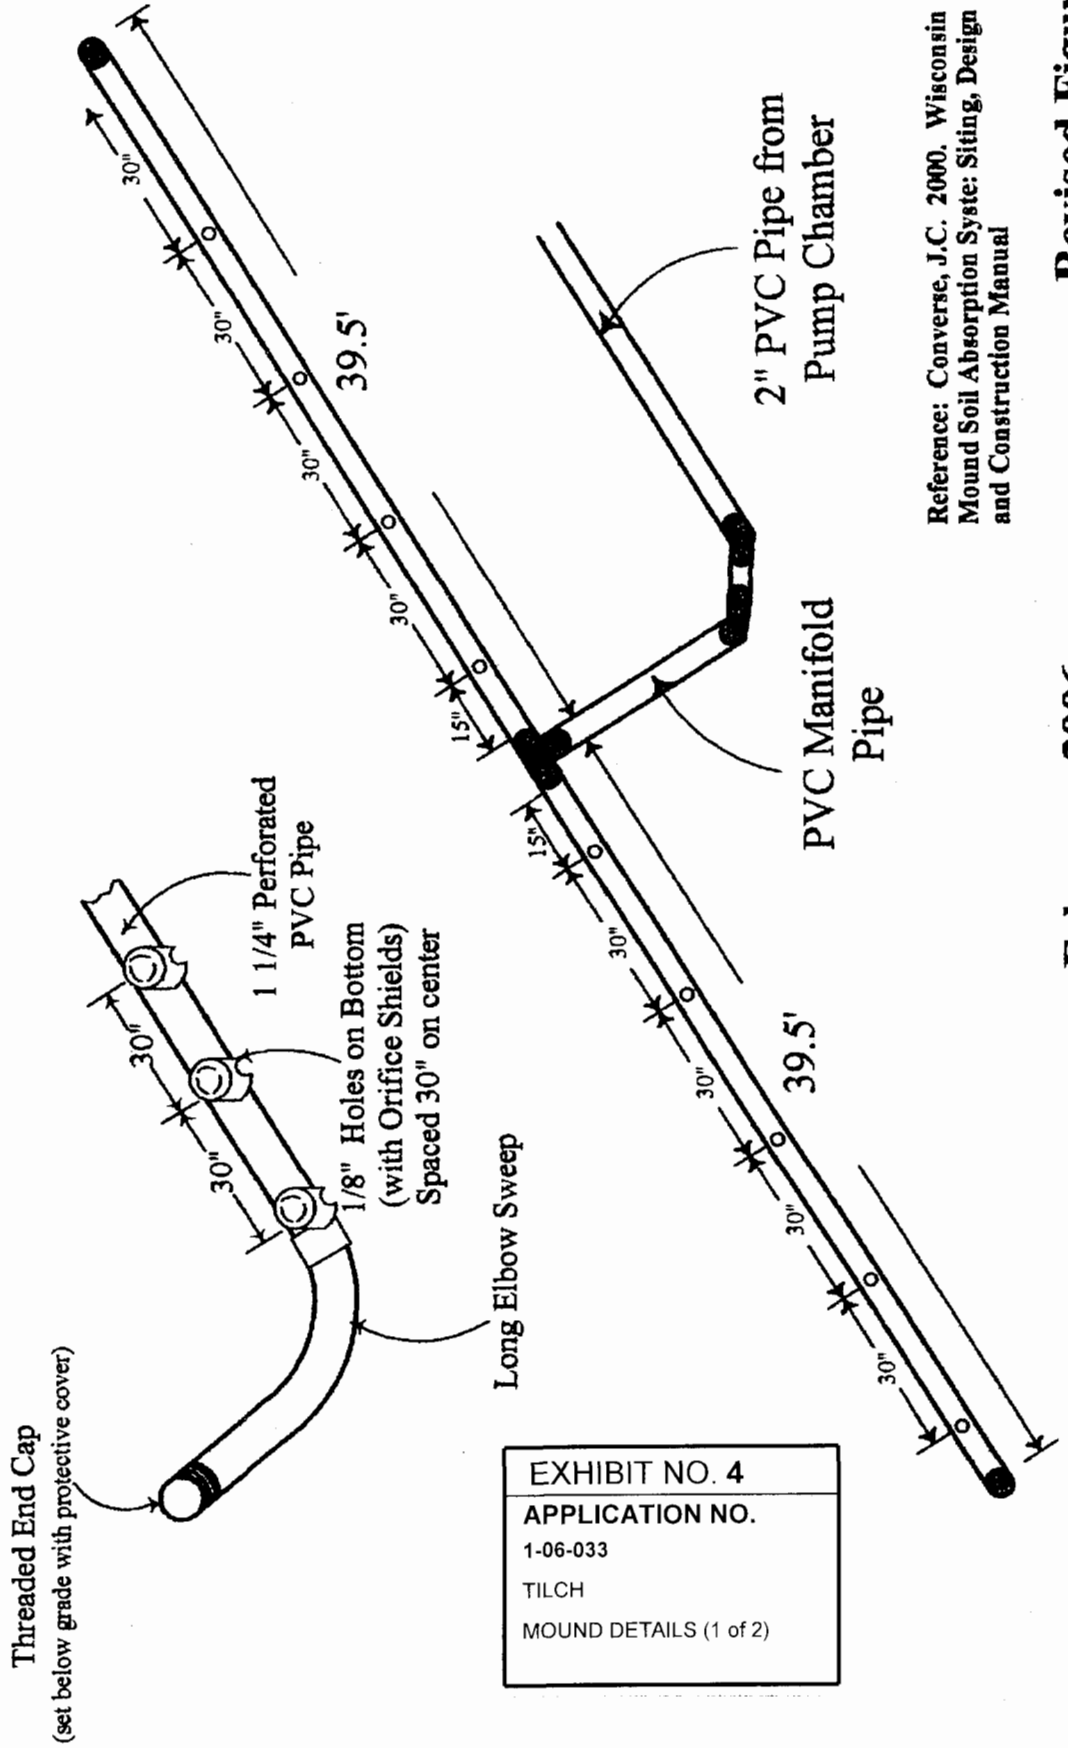 Threaded End Cap
(set below grade with protective cover)
30"
30"
1 1/4" Perforated
PVC Pipe
1/8" Holes on Bottom
(with Orifice Shields)
Spaced 30" on center
Long Elbow Sweep
30"
30"
30"
30"
15"
39.5'
15"
30"
30"
30"
30"
39.5'
2" PVC Pipe from
Pump Chamber
PVC Manifold
Pipe
Reference: Converse, J.C. 2000. Wisconsin
Mound Soil Absorption Syste: Siting, Design
and Construction Manual
EXHIBIT NO. 4
APPLICATION NO.
1-06-033
TILCH
MOUND DETAILS (1 of 2)